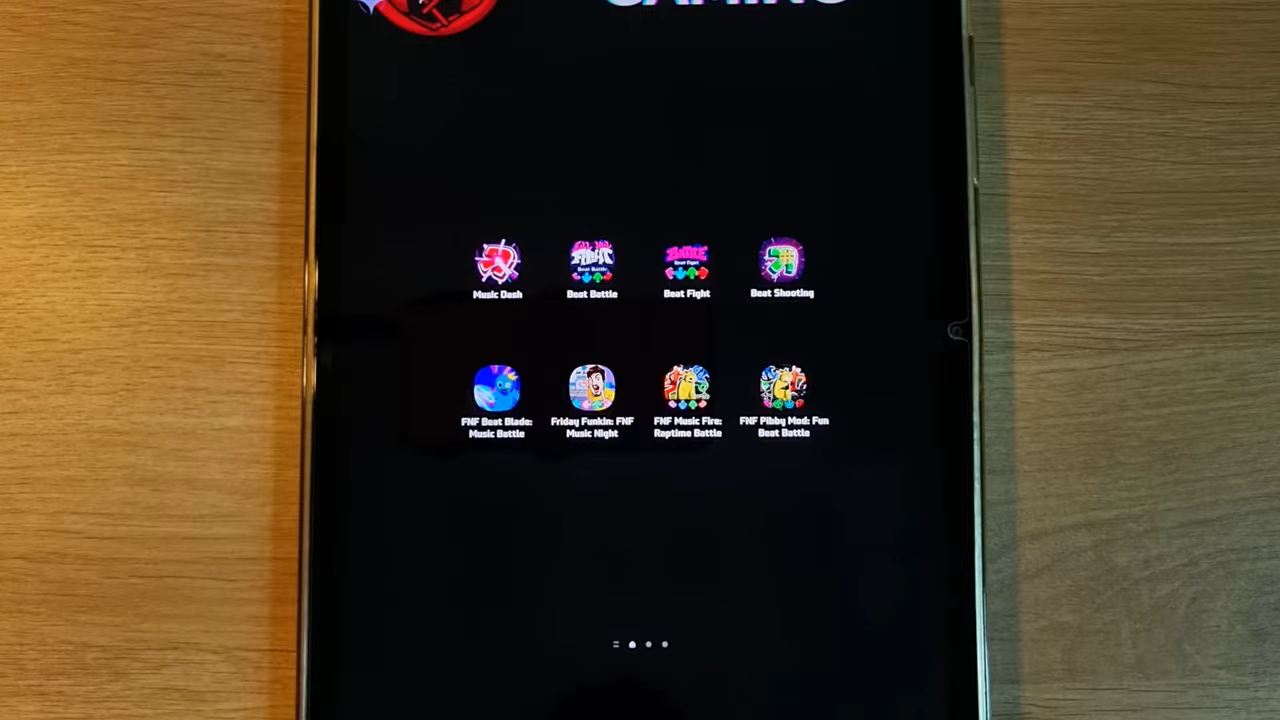 GAMING
Music Dash
Beat Battle
Beat Fight
Beat Shooting
FNF Beat Blade:
Music Battle
Friday Funkin: FNF
Music Night
FNF Music Fire:
Raptime Battle
FNF Pibby Mod: Fun
Beat Battle